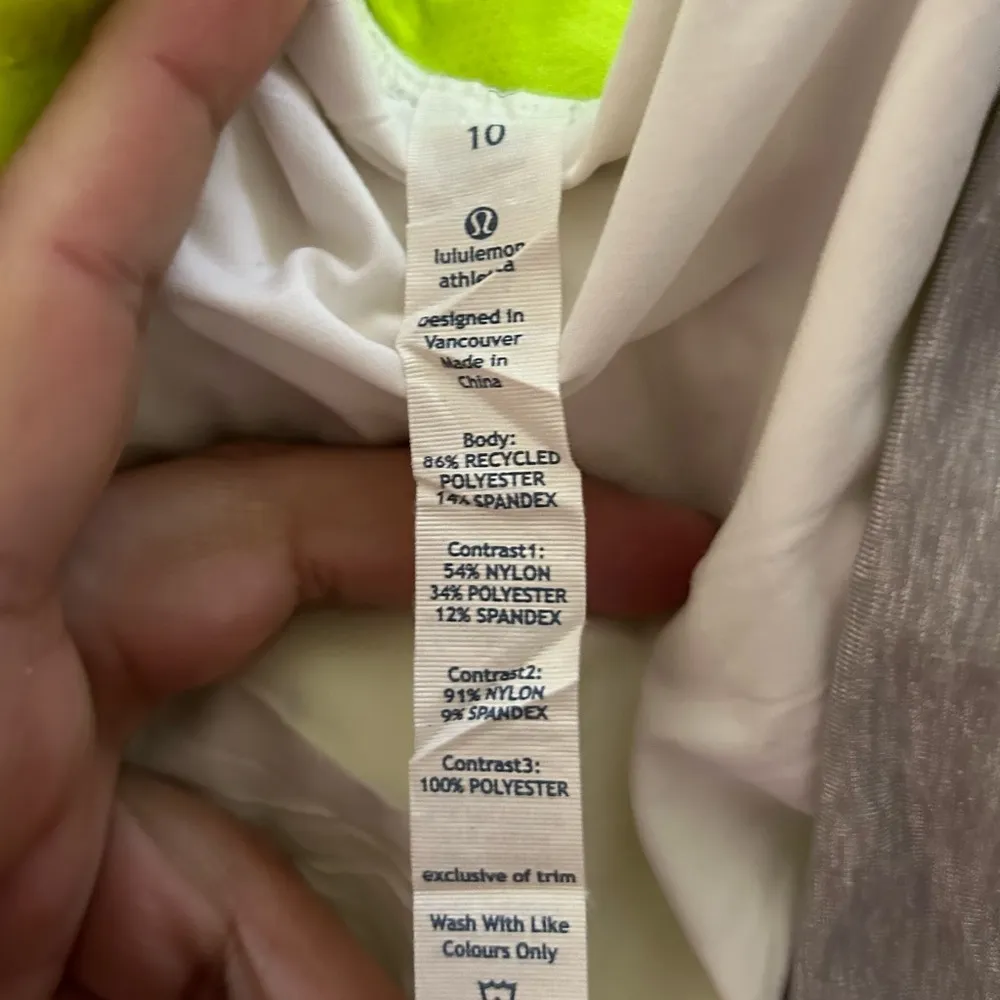 10
lululemon
athletica
Designed in
Vancouver
Made in
China
Body:
86% RECYCLED
POLYESTER
14% SPANDEX
Contrast1:
54% NYLON
34% POLYESTER
12% SPANDEX
Contrast2:
91% NYLON
9% SPANDEX
Contrast3:
100% POLYESTER
exclusive of trim
Wash With Like
Colours Only